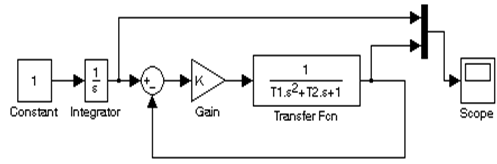 1
Constant
1
s
Integrator
+
−
K
Gain
1
T1.s2+T2.s+1
Transfer Fcn
Scope